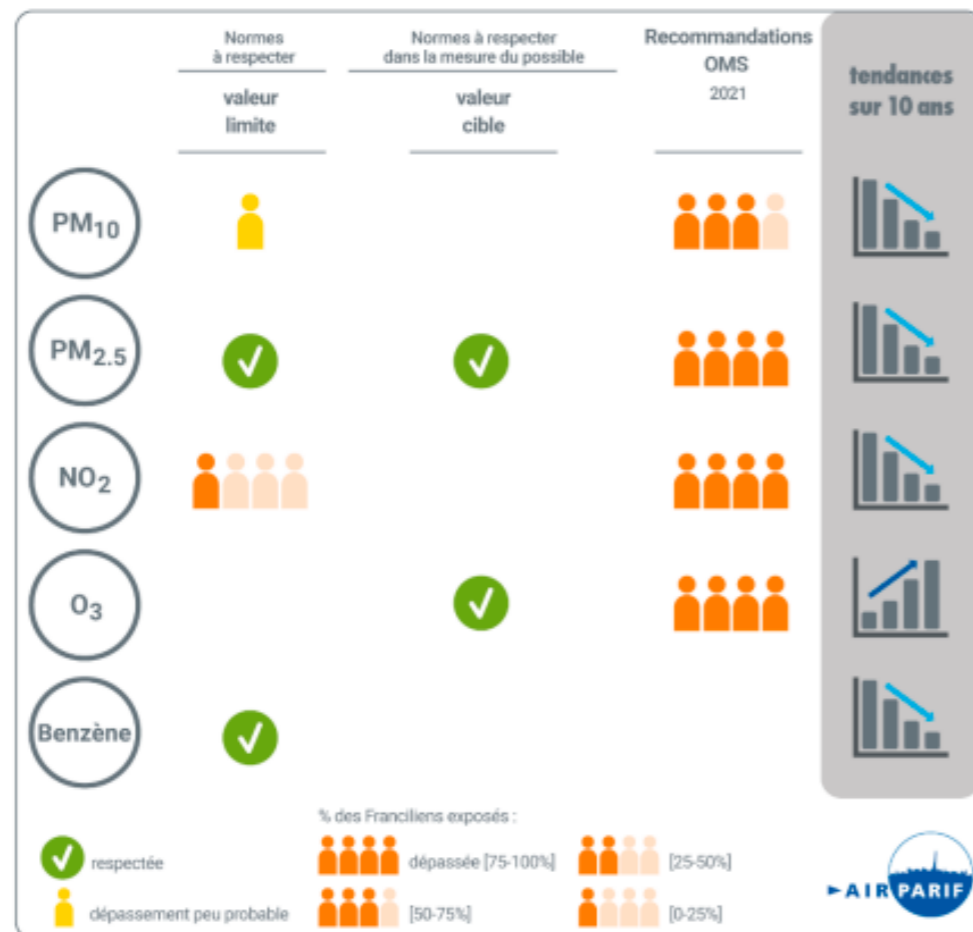 Normes
à respecter
valeur
limite
Normes à respecter
dans la mesure du possible
valeur
cible
Recommandations
OMS
2021
tendances
sur 10 ans
PM10
PM2.5
NO2
O3
Benzène
% des Franciliens exposés :
respectée
dépassée [75-100%]
[25-50%]
dépassement peu probable
[50-75%]
[0-25%]
AIRPARIF